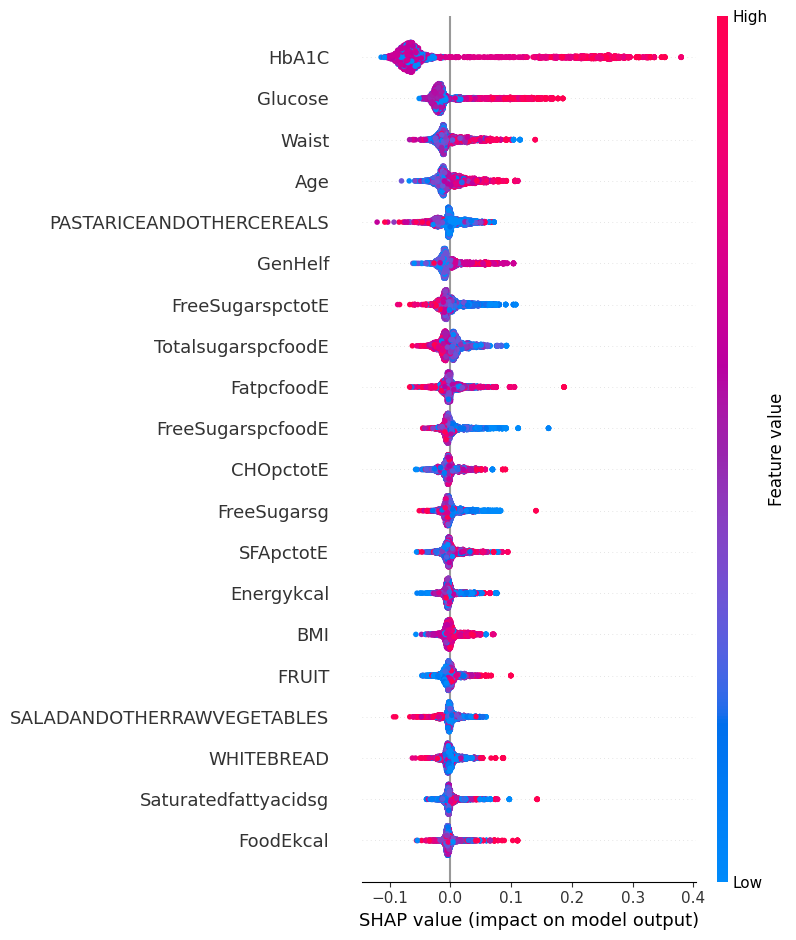 High
HbA1C
Glucose
Waist
Age
PASTARICEANDOTHERCEREALS
GenHelf
FreeSugarspctotE
TotalsugarspcfoodE
FatpcfoodE
FreeSugarspcfoodE
CHOpctotE
FreeSugarsg
SFApctotE
Energykcal
BMI
FRUIT
SALADANDOTHERRAWVEGETABLES
WHITEBREAD
Saturatedfattyacidsg
FoodEkcal
Feature value
Low
−0.1 0.0 0.1 0.2 0.3 0.4
SHAP value (impact on model output)